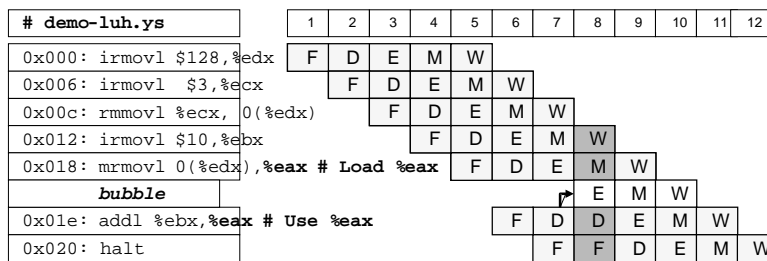 # demo-luh.ys 1 2 3 4 5 6 7 8 9 10 11 12
0x000: irmovl $128,%edx F D E M W
0x006: irmovl  $3,%ecx F D E M W
0x00c: rmmovl %ecx, 0(%edx) F D E M W
0x012: irmovl $10,%ebx F D E M W
0x018: mrmovl 0(%edx),%eax # Load %eax F D E M W
bubble E M W
0x01e: addl %ebx,%eax # Use %eax F D D E M W
0x020: halt F F D E M W